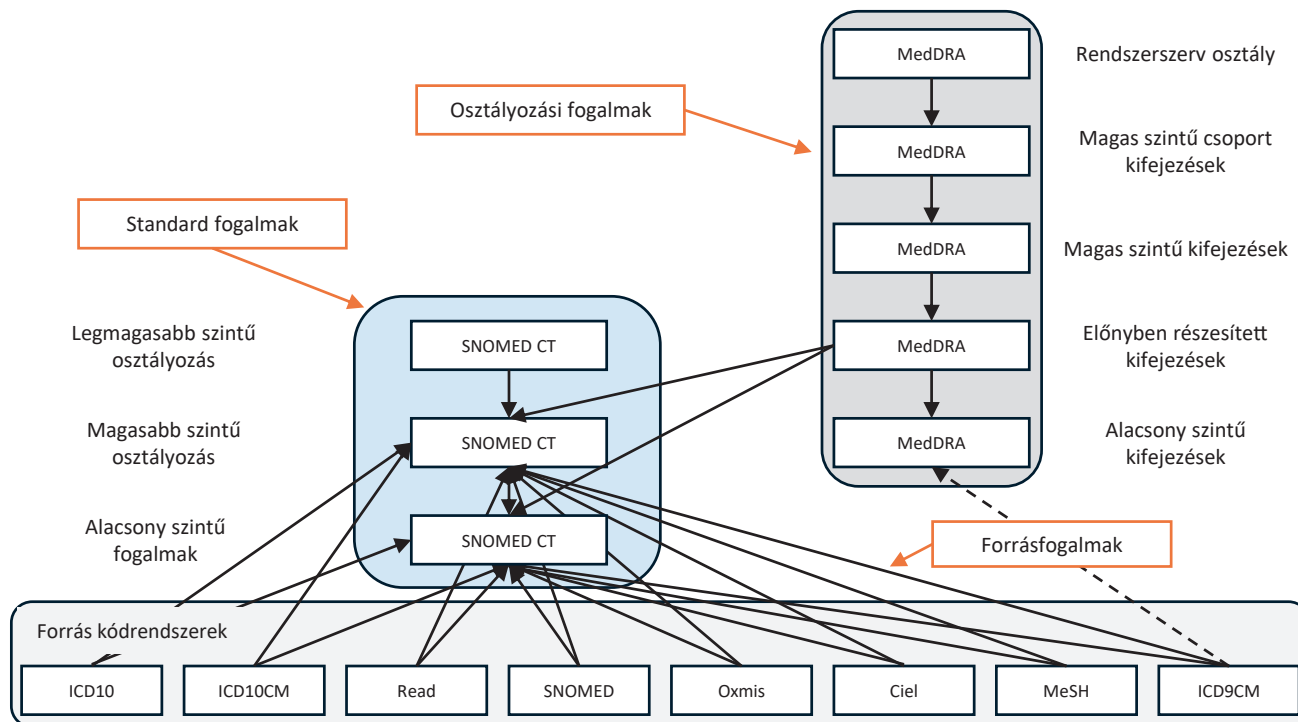 MedDRA
Rendszerszerv osztály
Osztályozási fogalmak
MedDRA
Magas szintű csoport
kifejezések
Standard fogalmak
MedDRA
Magas szintű kifejezések
Legmagasabb szintű
osztályozás
SNOMED CT
MedDRA
Előnyben részesített
kifejezések
Magasabb szintű
osztályozás
SNOMED CT
MedDRA
Alacsony szintű
kifejezések
Alacsony szintű
fogalmak
SNOMED CT
Forrásfogalmak
Forrás kódrendszerek
ICD10
ICD10CM
Read
SNOMED
Oxmis
Ciel
MeSH
ICD9CM